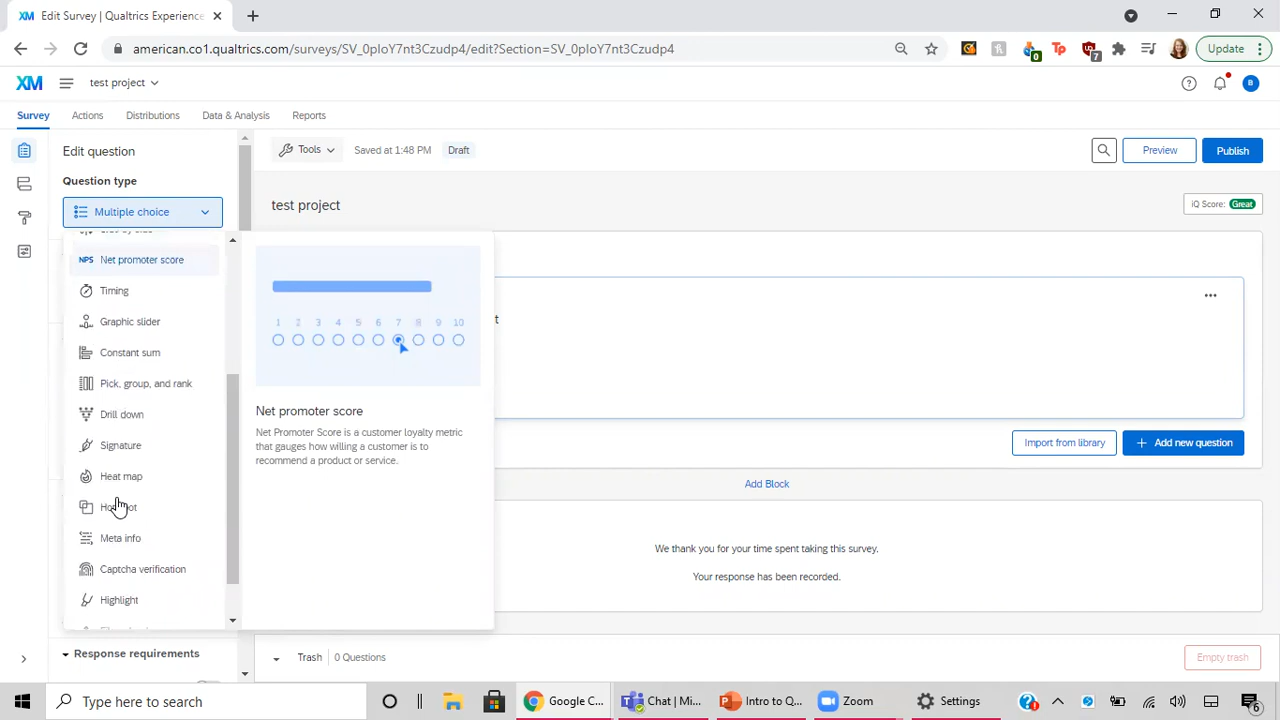 XM Edit Survey | Qualtrics Experience
american.co1.qualtrics.com/surveys/SV_0pIoY7nt3Czudp4/edit?Section=SV_0pIoY7nt3Czudp4
0
Tp
7
Update
XM
test project
B
Survey
Actions
Distributions
Data & Analysis
Reports
Edit question
Tools
Saved at 1:48 PM
Draft
Preview
Publish
Question type
Multiple choice
test project
iQ Score: Great
NPS Net promoter score
Timing
Graphic slider
Constant sum
Pick, group, and rank
Drill down
Signature
Heat map
Meta info
Captcha verification
Highlight
1 2 3 4 5 6 7 8 9 10
Net promoter score
Net Promoter Score is a customer loyalty metric
that gauges how willing a customer is to
recommend a product or service.
t
Import from library
Add new question
Add Block
We thank you for your time spent taking this survey.
Your response has been recorded.
Response requirements
Trash
0 Questions
Empty trash
Type here to search
Google C...
Chat | Mi...
Intro to Q...
Zoom
Settings
6